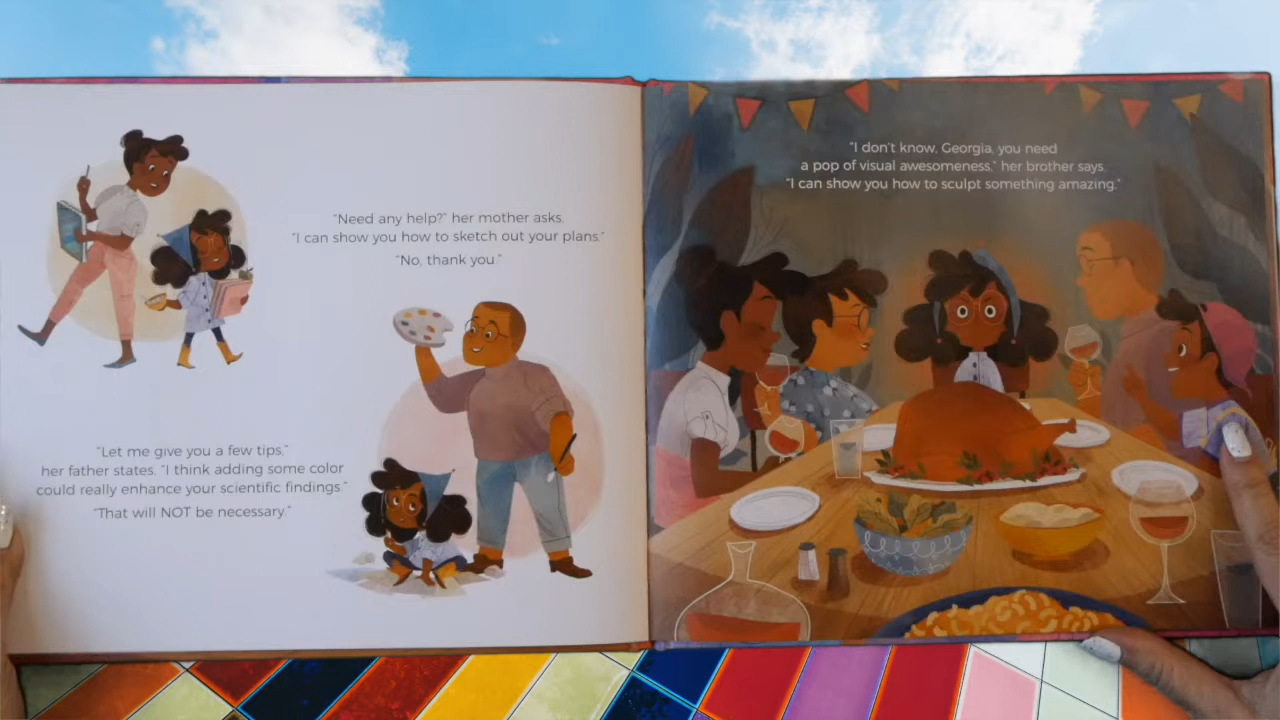 "Need any help?" her mother asks.
"I can show you how to sketch out your plans."
"No, thank you."
"Let me give you a few tips,"
her father states. "I think adding some color
could really enhance your scientific findings."
"That will NOT be necessary."
"I don't know, Georgia, you need
a pop of visual awesomeness," her brother says.
"I can show you how to sculpt something amazing."